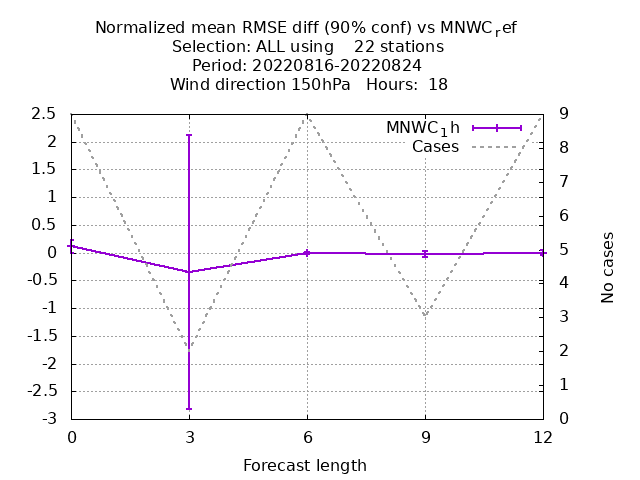 Normalized mean RMSE diff (90% conf) vs MNWCref
Selection: ALL using    22 stations
Period: 20220816-20220824
Wind direction 150hPa   Hours:  18
MNWC1h
Cases
2.5
2
1.5
1
0.5
0
-0.5
-1
-1.5
-2
-2.5
-3
9
8
7
6
5
4
3
2
1
0
No cases
0 3 6 9 12
Forecast length